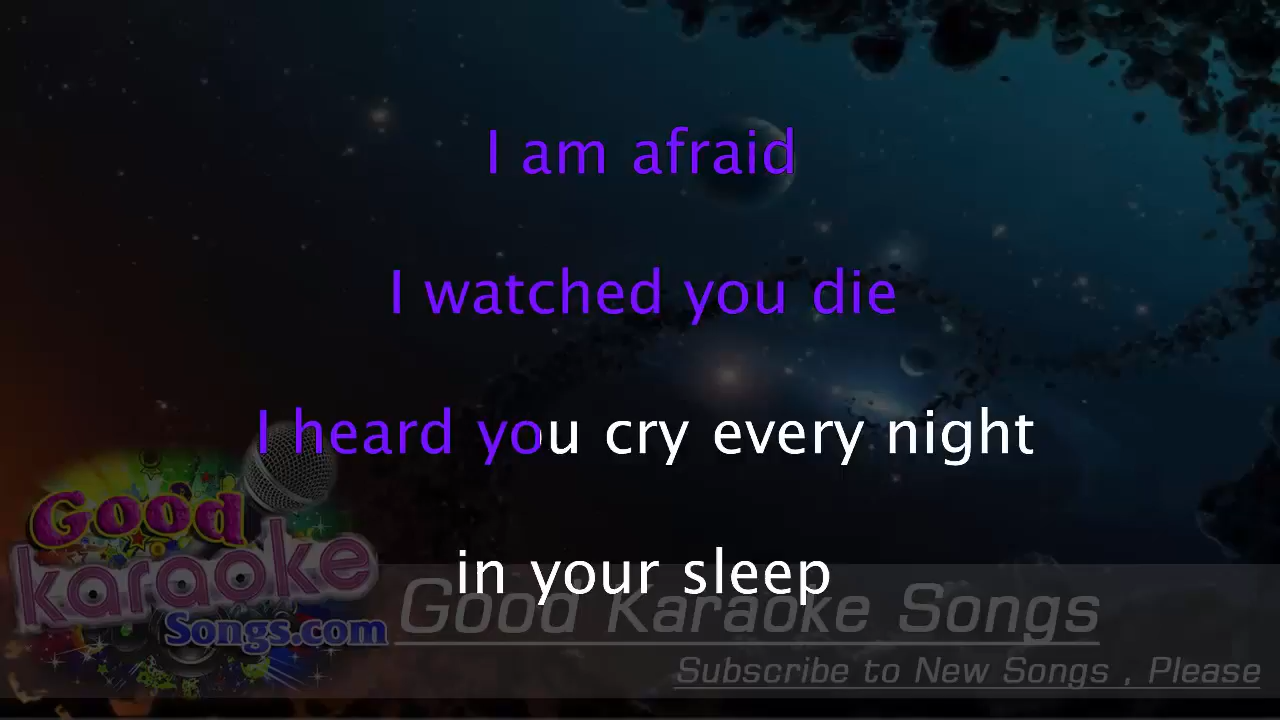 I am afraid
I watched you die
I heard you cry every night
in your sleep
Good
karaoke
Songs.com
Good Karaoke Songs
Subscribe to New Songs , Please